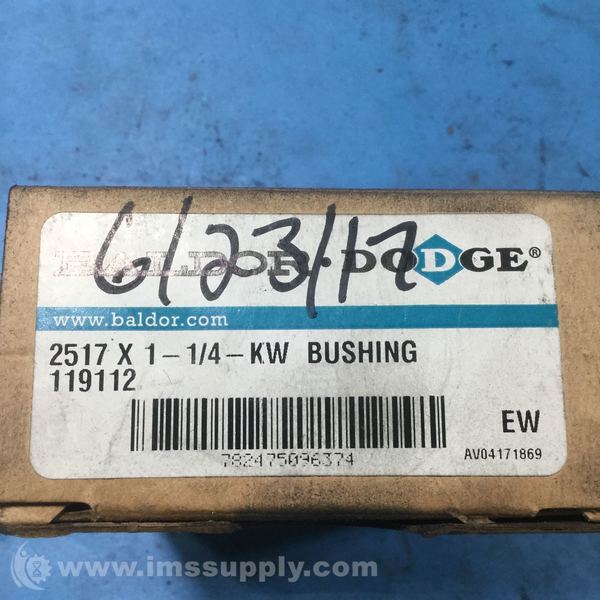 6/23/17
BALDOR·DODGE®
www.baldor.com
2517 X 1-1/4-KW BUSHING
119112
782475096374
EW
AV04171869
© www.imssupply.com